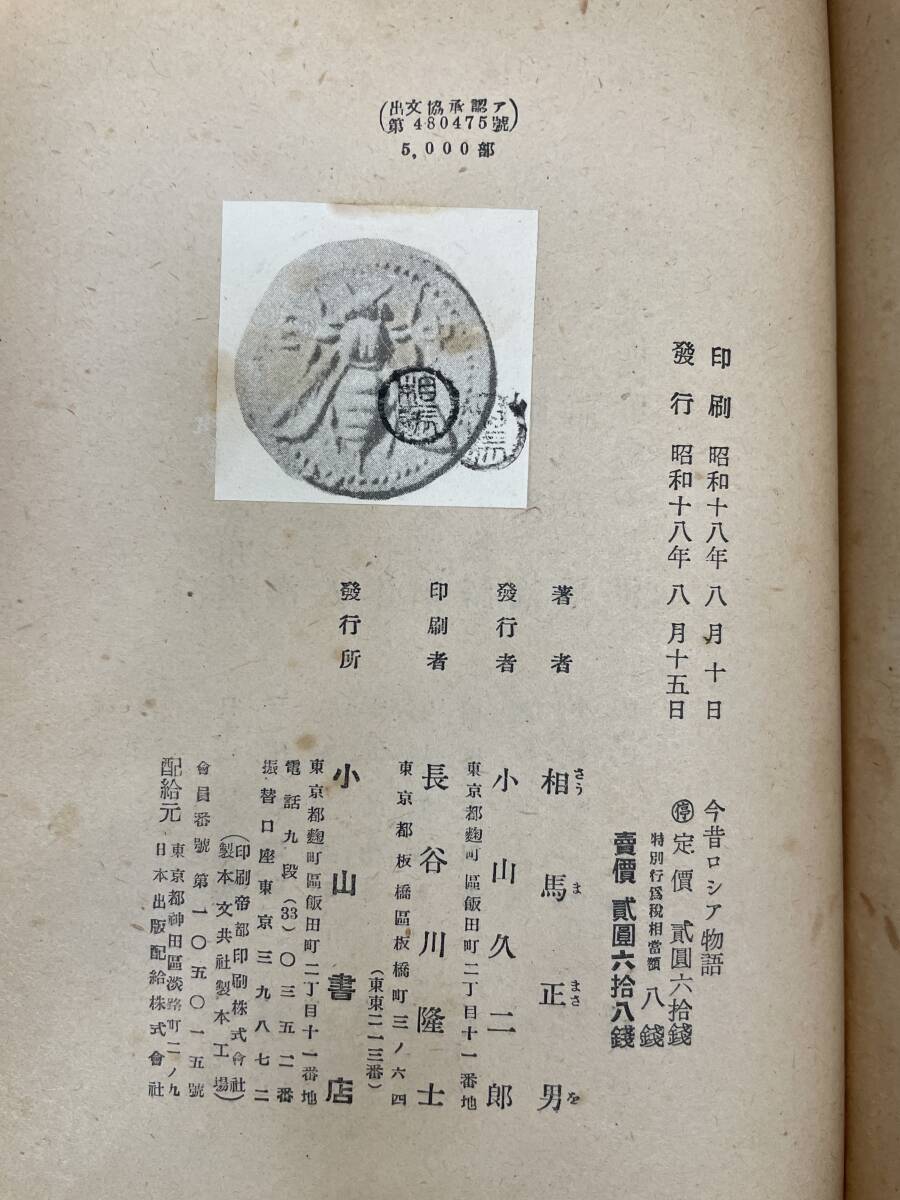 (出文協承認ア
第480475號)
5,000部
印刷 昭和十八年八月十日
發行 昭和十八年八月十五日
今昔ロシア物語
停 定價 貳圓六拾錢
特別行爲稅相當額 八錢
賣價 貳圓六拾八錢
著者 相馬正男
さう ま まさ を
發行者 小山久二郎
東京都麴町區飯田町二丁目十一番地
印刷者 長谷川隆士
東京都板橋區板橋町三ノ六四
(東東二一三番)
發行所 小山書店
東京都麴町區飯田町二丁目十一番地
電話九段(33)〇三五二番
振替口座東京三九八七二
(印刷帝都印刷株式會社
製本文共社製本工場)
會員番號第一〇五〇一五號
配給元 東京都神田區淡路町二ノ九
日本出版配給株式會社